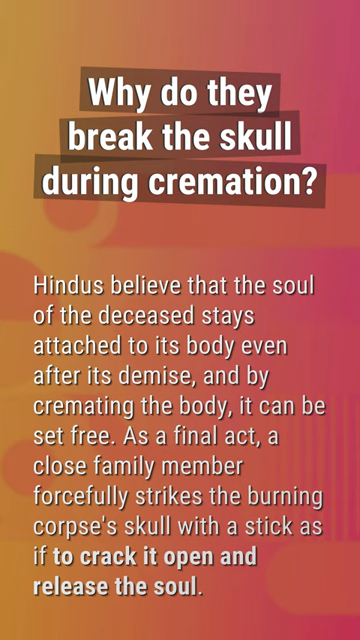 Why do they
break the skull
during cremation?
Hindus believe that the soul
of the deceased stays
attached to its body even
after its demise, and by
cremating the body, it can be
set free. As a final act, a
close family member
forcefully strikes the burning
corpse's skull with a stick as
if to crack it open and
release the soul.